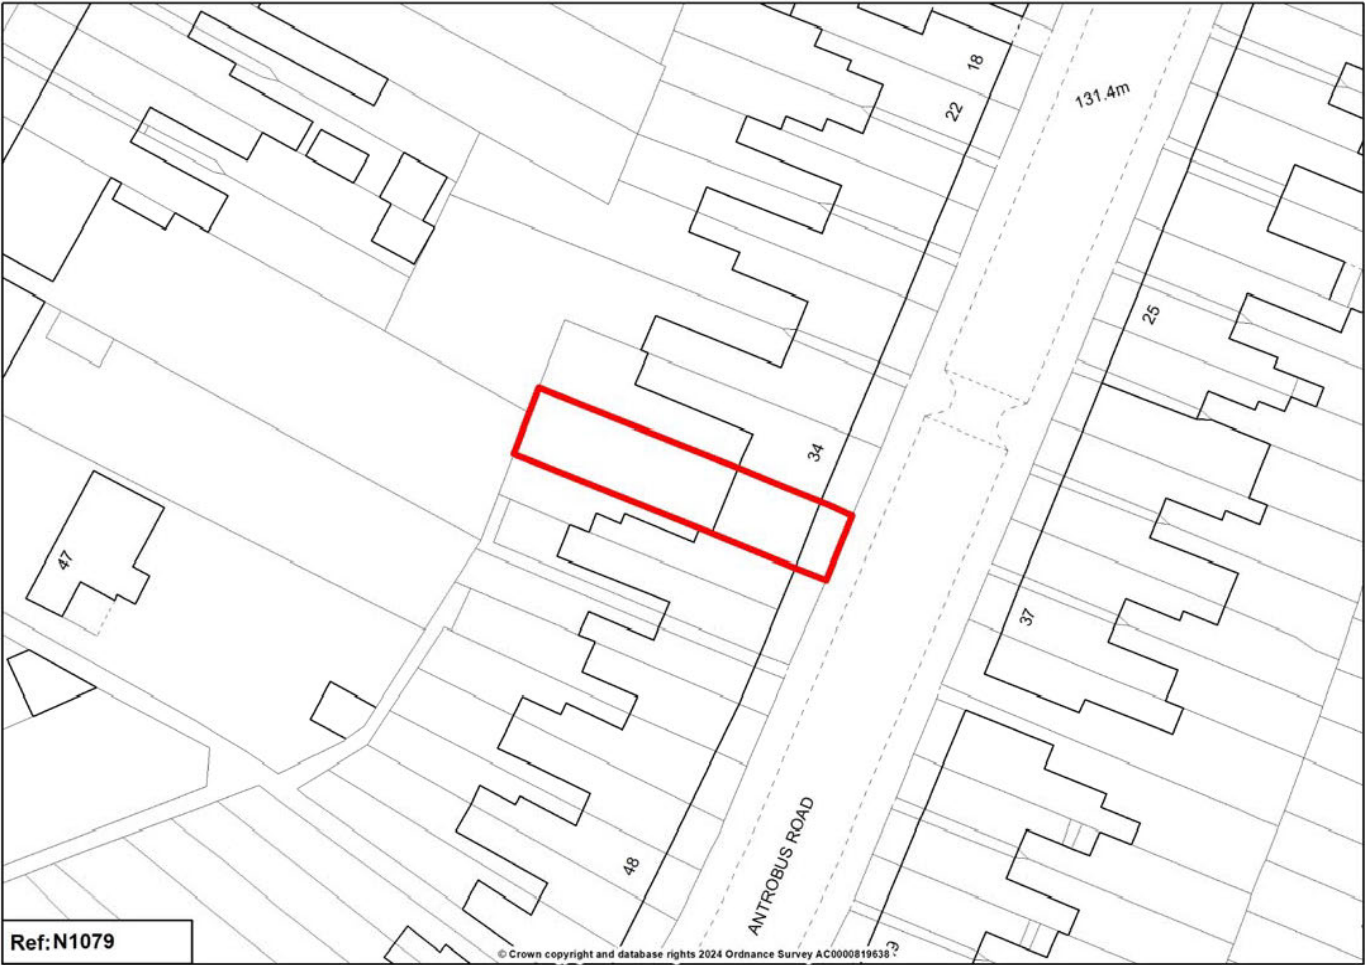 18
131.4m
22
25
34
47
37
48
ANTROBUS ROAD
Ref:N1079
© Crown copyright and database rights 2024 Ordnance Survey AC0000819638